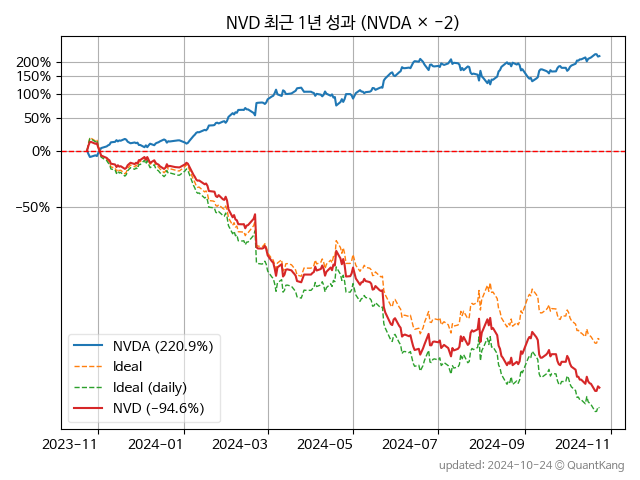 NVD 최근 1년 성과 (NVDA × −2)
200%
150%
100%
50%
0%
−50%
NVDA (220.9%)
Ideal
Ideal (daily)
NVD (−94.6%)
2023-11 2024-01 2024-03 2024-05 2024-07 2024-09 2024-11
updated: 2024-10-24 © QuantKang